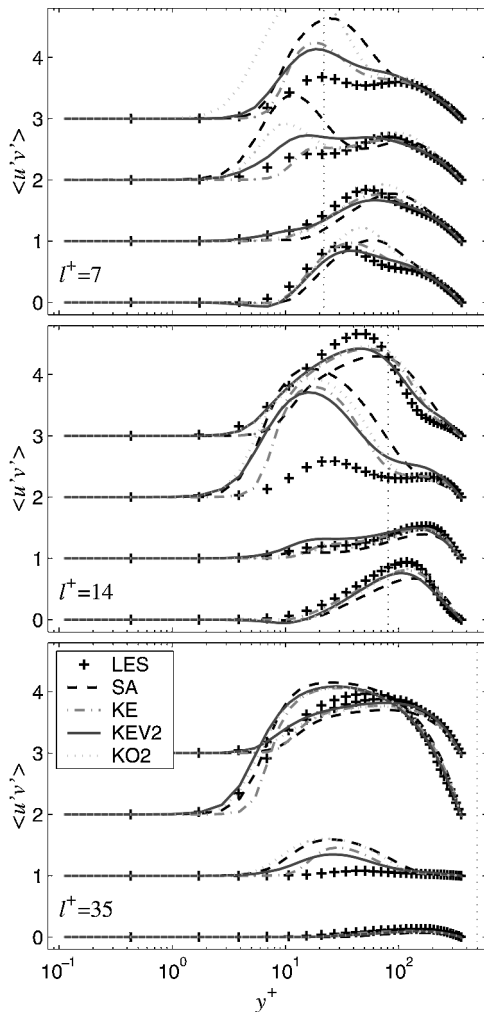 4
3
2
1
0
<u'v'>
l⁺=7
4
3
2
1
0
<u'v'>
l⁺=14
LES
SA
KE
KEV2
KO2
4
3
2
1
0
<u'v'>
l⁺=35
10⁻¹ 10⁰ 10¹ 10²
y⁺